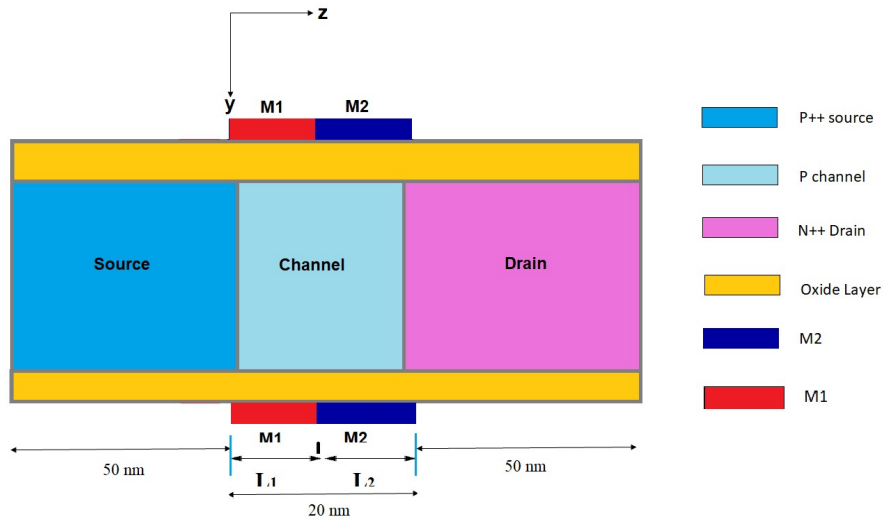 z
y
M1 M2
Source
Channel
Drain
M1 M2
50 nm
L1
L2
50 nm
20 nm
P++ source
P channel
N++ Drain
Oxide Layer
M2
M1